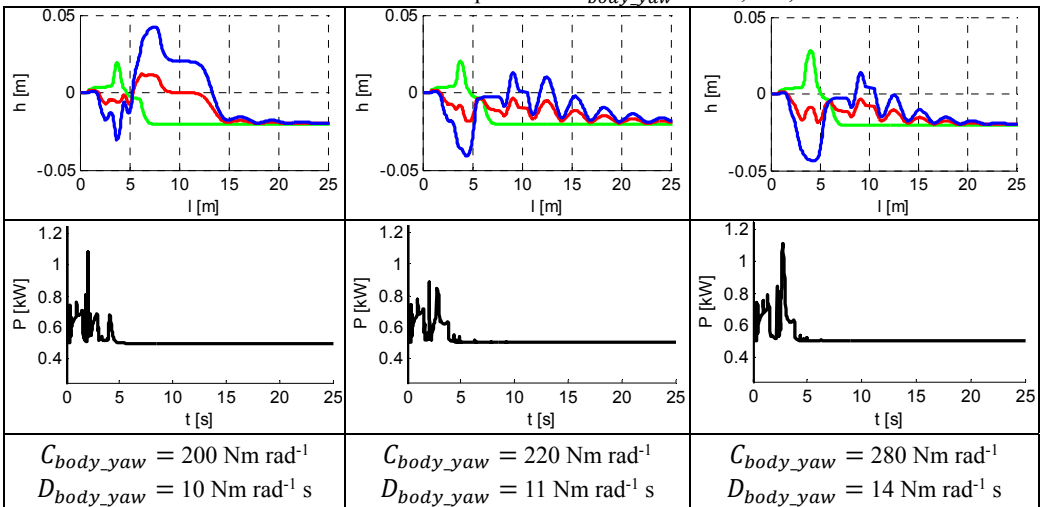 body_yaw
0.05 0.05 0.05
h [m] h [m] h [m]
0 0 0
-0.05 -0.05 -0.05
0 5 10 15 20 25 0 5 10 15 20 25 0 5 10 15 20 25
l [m] l [m] l [m]
1.2 1.2 1.2
1 1 1
P [kW] P [kW] P [kW]
0.8 0.8 0.8
0.6 0.6 0.6
0.4 0.4 0.4
0 5 10 15 20 25 0 5 10 15 20 25 0 5 10 15 20 25
t [s] t [s] t [s]
C_body_yaw = 200 Nm rad⁻¹ C_body_yaw = 220 Nm rad⁻¹ C_body_yaw = 280 Nm rad⁻¹
D_body_yaw = 10 Nm rad⁻¹ s D_body_yaw = 11 Nm rad⁻¹ s D_body_yaw = 14 Nm rad⁻¹ s